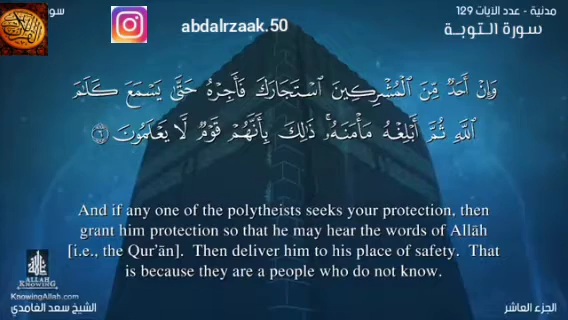 مدنية - عدد الآيات 129
سورة التوبة
abdalrzaak.50
سو
وَإِنْ أَحَدٌ مِّنَ الْمُشْرِكِينَ اسْتَجَارَكَ فَأَجِرْهُ حَتَّىٰ يَسْمَعَ كَلَامَ
اللَّهِ ثُمَّ أَبْلِغْهُ مَأْمَنَهُ ۚ ذَٰلِكَ بِأَنَّهُمْ قَوْمٌ لَّا يَعْلَمُونَ ٦
And if any one of the polytheists seeks your protection, then
grant him protection so that he may hear the words of Allāh
[i.e., the Qur'ān].  Then deliver him to his place of safety.  That
is because they are a people who do not know.
ALLAH
KNOWING
KnowingAllah.com
الشيخ سعد الغامدي
الجزء العاشر